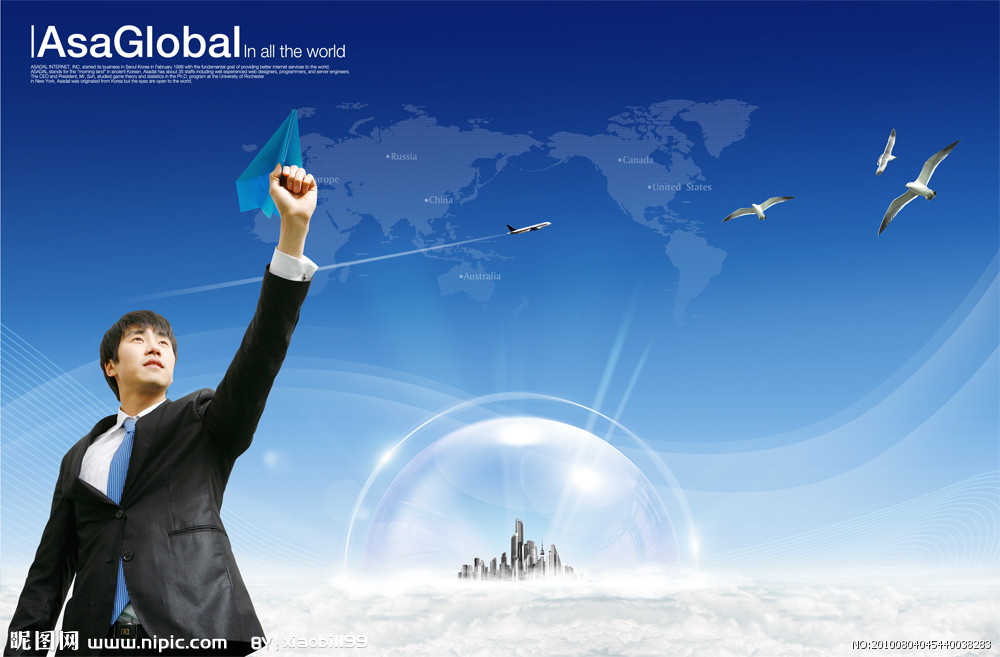 AsaGlobal In all the world
ASADAL INTERNET, INC. started its business in Seoul Korea in February 1998 with the fundamental goal of providing better internet services to the world.
ASADAL stands for the "morning land" in ancient Korean. Asadal has about 35 staffs including well experienced web designers, programmers, and server engineers.
The CEO and President, Mr. Suh, studied game theory and statistics in the Ph.D. program at the University of Rochester
in New York. Asadal was originated from Korea but the eyes are open to the world.
Russia
Canada
urope
United States
China
Australia
昵图网 www.nipic.com BY: xiaobil199
NO:20100804045440038283